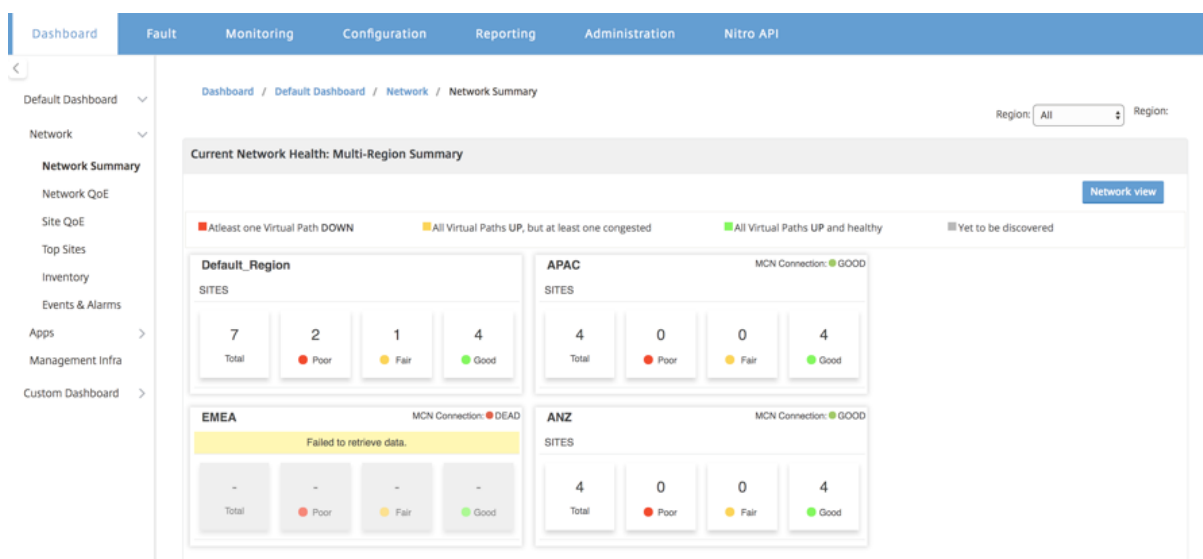 Dashboard Fault Monitoring Configuration Reporting Administration Nitro API
Default Dashboard
Network
Network Summary
Network QoE
Site QoE
Top Sites
Inventory
Events & Alarms
Apps
Management Infra
Custom Dashboard
Dashboard / Default Dashboard / Network / Network Summary
Region: All Region:
Current Network Health: Multi-Region Summary
Network view
Atleast one Virtual Path DOWN All Virtual Paths UP, but at least one congested All Virtual Paths UP and healthy Yet to be discovered
Default_Region
SITES
7 2 1 4
Total Poor Fair Good
APAC MCN Connection: GOOD
SITES
4 0 0 4
Total Poor Fair Good
EMEA MCN Connection: DEAD
Failed to retrieve data.
- - - -
Total Poor Fair Good
ANZ MCN Connection: GOOD
SITES
4 0 0 4
Total Poor Fair Good